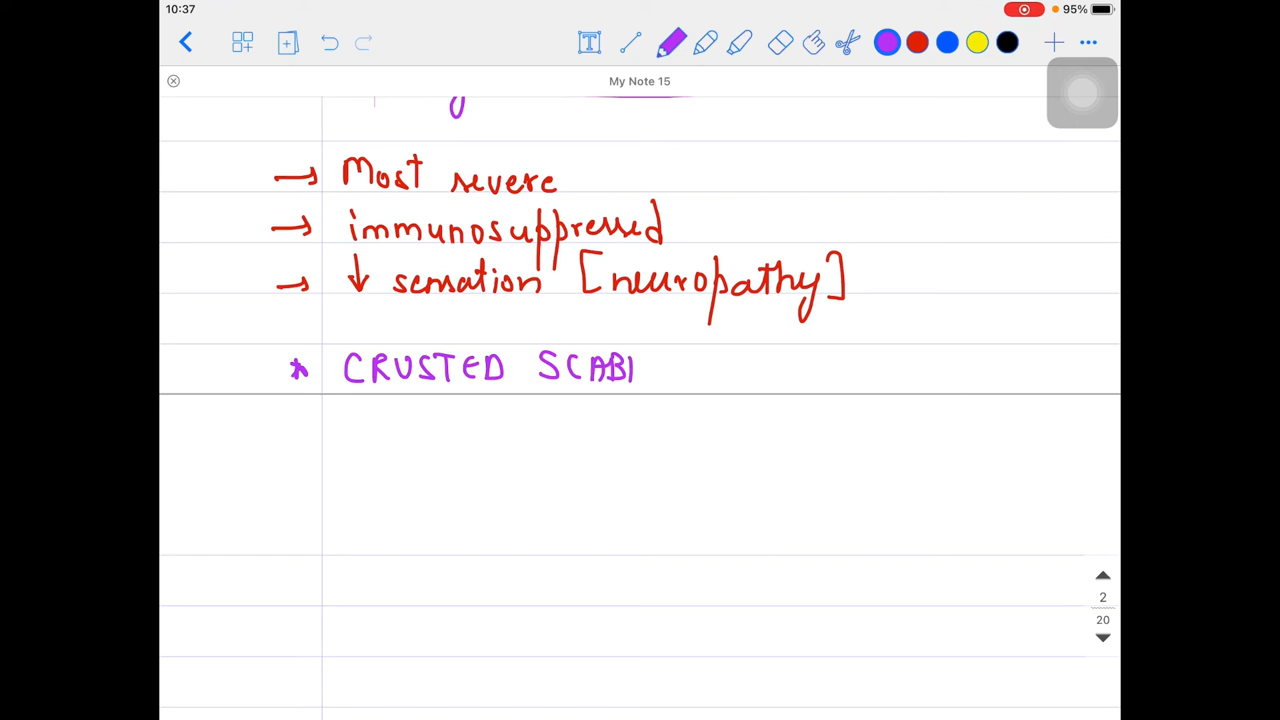 10:37
95%
T
My Note 15
→ Most severe
→ immunosuppressed
→ ↓ sensation [neuropathy]
* CRUSTED SCABI
2
20